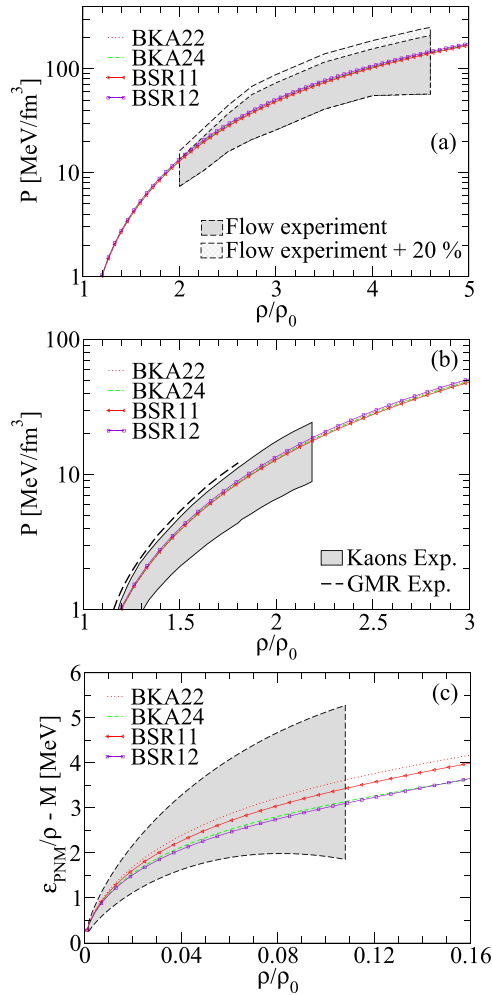 (a)
BKA22
BKA24
BSR11
BSR12
P [MeV/fm³]
100
10
1
Flow experiment
Flow experiment + 20 %
1 2 3 4 5
ρ/ρ₀
(b)
BKA22
BKA24
BSR11
BSR12
P [MeV/fm³]
100
10
1
Kaons Exp.
GMR Exp.
1 1.5 2 2.5 3
ρ/ρ₀
(c)
BKA22
BKA24
BSR11
BSR12
ε_PNM/ρ - M [MeV]
6
5
4
3
2
1
0
0 0.04 0.08 0.12 0.16
ρ/ρ₀